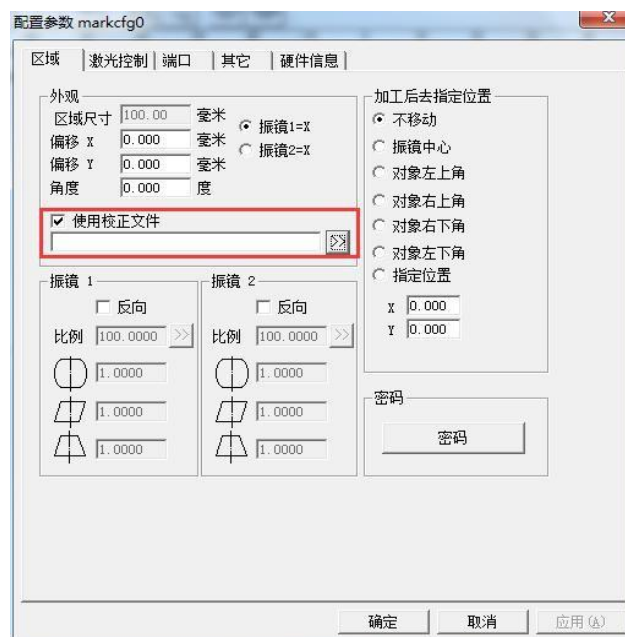 配置参数 markcfg0
区域 激光控制 端口 其它 硬件信息
外观
区域尺寸 100.00 毫米
偏移 X 0.000 毫米
偏移 Y 0.000 毫米
角度 0.000 度
振镜1=X
振镜2=X
使用校正文件
>>
振镜 1
反向
比例 100.0000 >>
1.0000
1.0000
1.0000
振镜 2
反向
比例 100.0000 >>
1.0000
1.0000
1.0000
加工后去指定位置
不移动
振镜中心
对象左上角
对象右上角
对象右下角
对象左下角
指定位置
X 0.000
Y 0.000
密码
密码
确定 取消 应用(A)